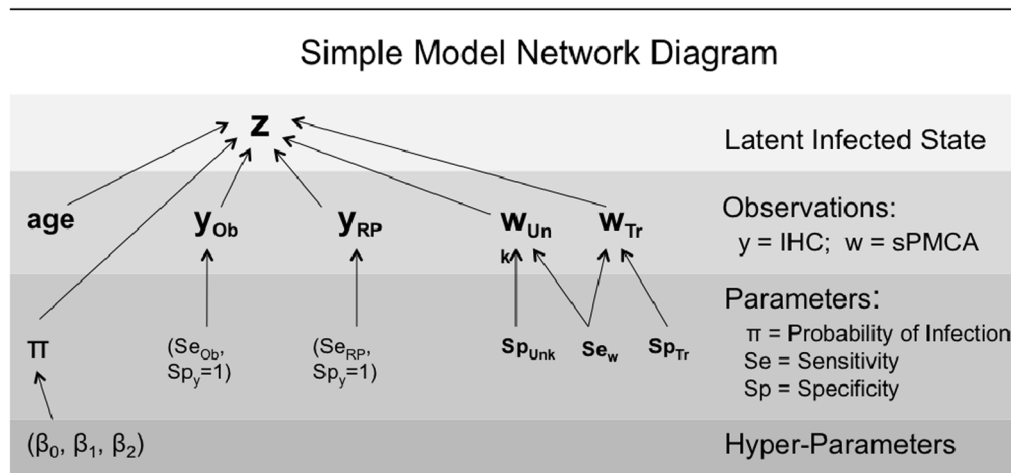 Simple Model Network Diagram
z
Latent Infected State
age
yOb
yRP
wUn
k
wTr
Observations:
y = IHC; w = sPMCA
Parameters:
π = Probability of Infection
Se = Sensitivity
Sp = Specificity
π
(SeOb,
Spy=1)
(SeRP,
Spy=1)
SpUnk
Sew
SpTr
(β0, β1, β2)
Hyper-Parameters